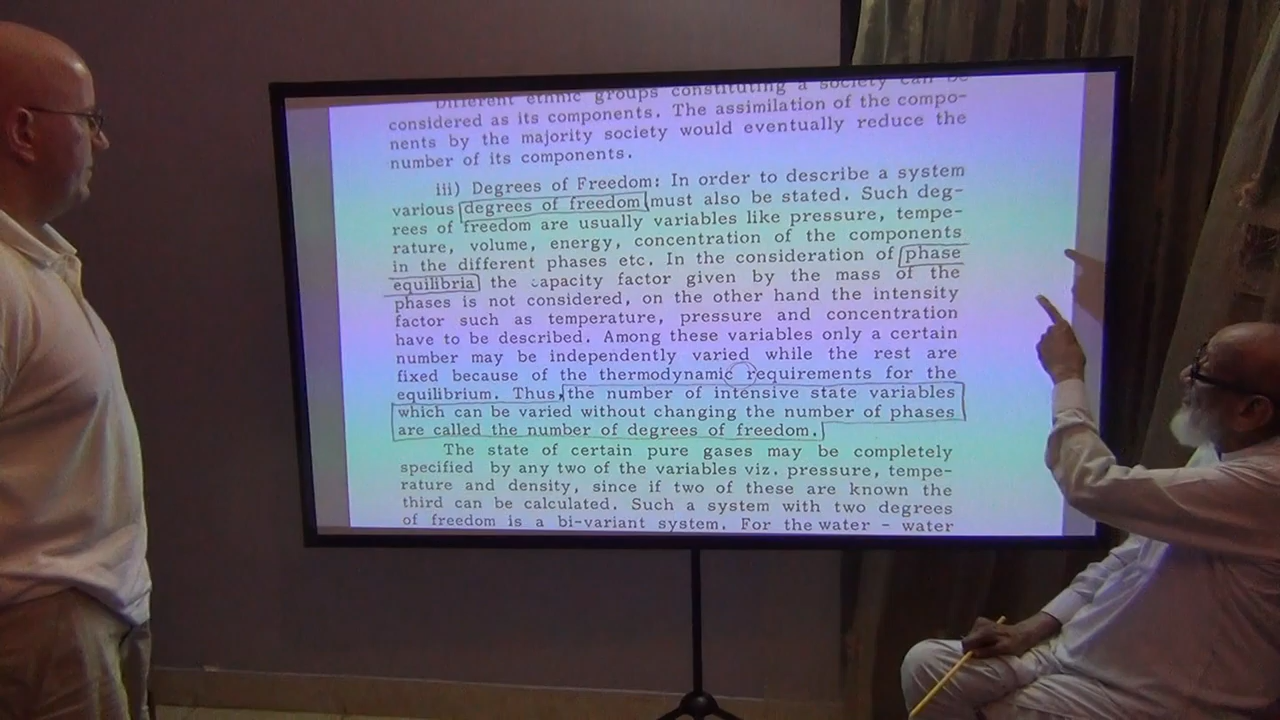 Different ethnic groups constituting a society can be
considered as its components. The assimilation of the compo-
nents by the majority society would eventually reduce the
number of its components.
iii) Degrees of Freedom: In order to describe a system
various degrees of freedom must also be stated. Such deg-
rees of freedom are usually variables like pressure, tempe-
rature, volume, energy, concentration of the components
in the different phases etc. In the consideration of phase
equilibria the capacity factor given by the mass of the
phases is not considered, on the other hand the intensity
factor such as temperature, pressure and concentration
have to be described. Among these variables only a certain
number may be independently varied while the rest are
fixed because of the thermodynamic requirements for the
equilibrium. Thus, the number of intensive state variables
which can be varied without changing the number of phases
are called the number of degrees of freedom.
The state of certain pure gases may be completely
specified by any two of the variables viz. pressure, tempe-
rature and density, since if two of these are known the
third can be calculated. Such a system with two degrees
of freedom is a bi-variant system. For the water - water